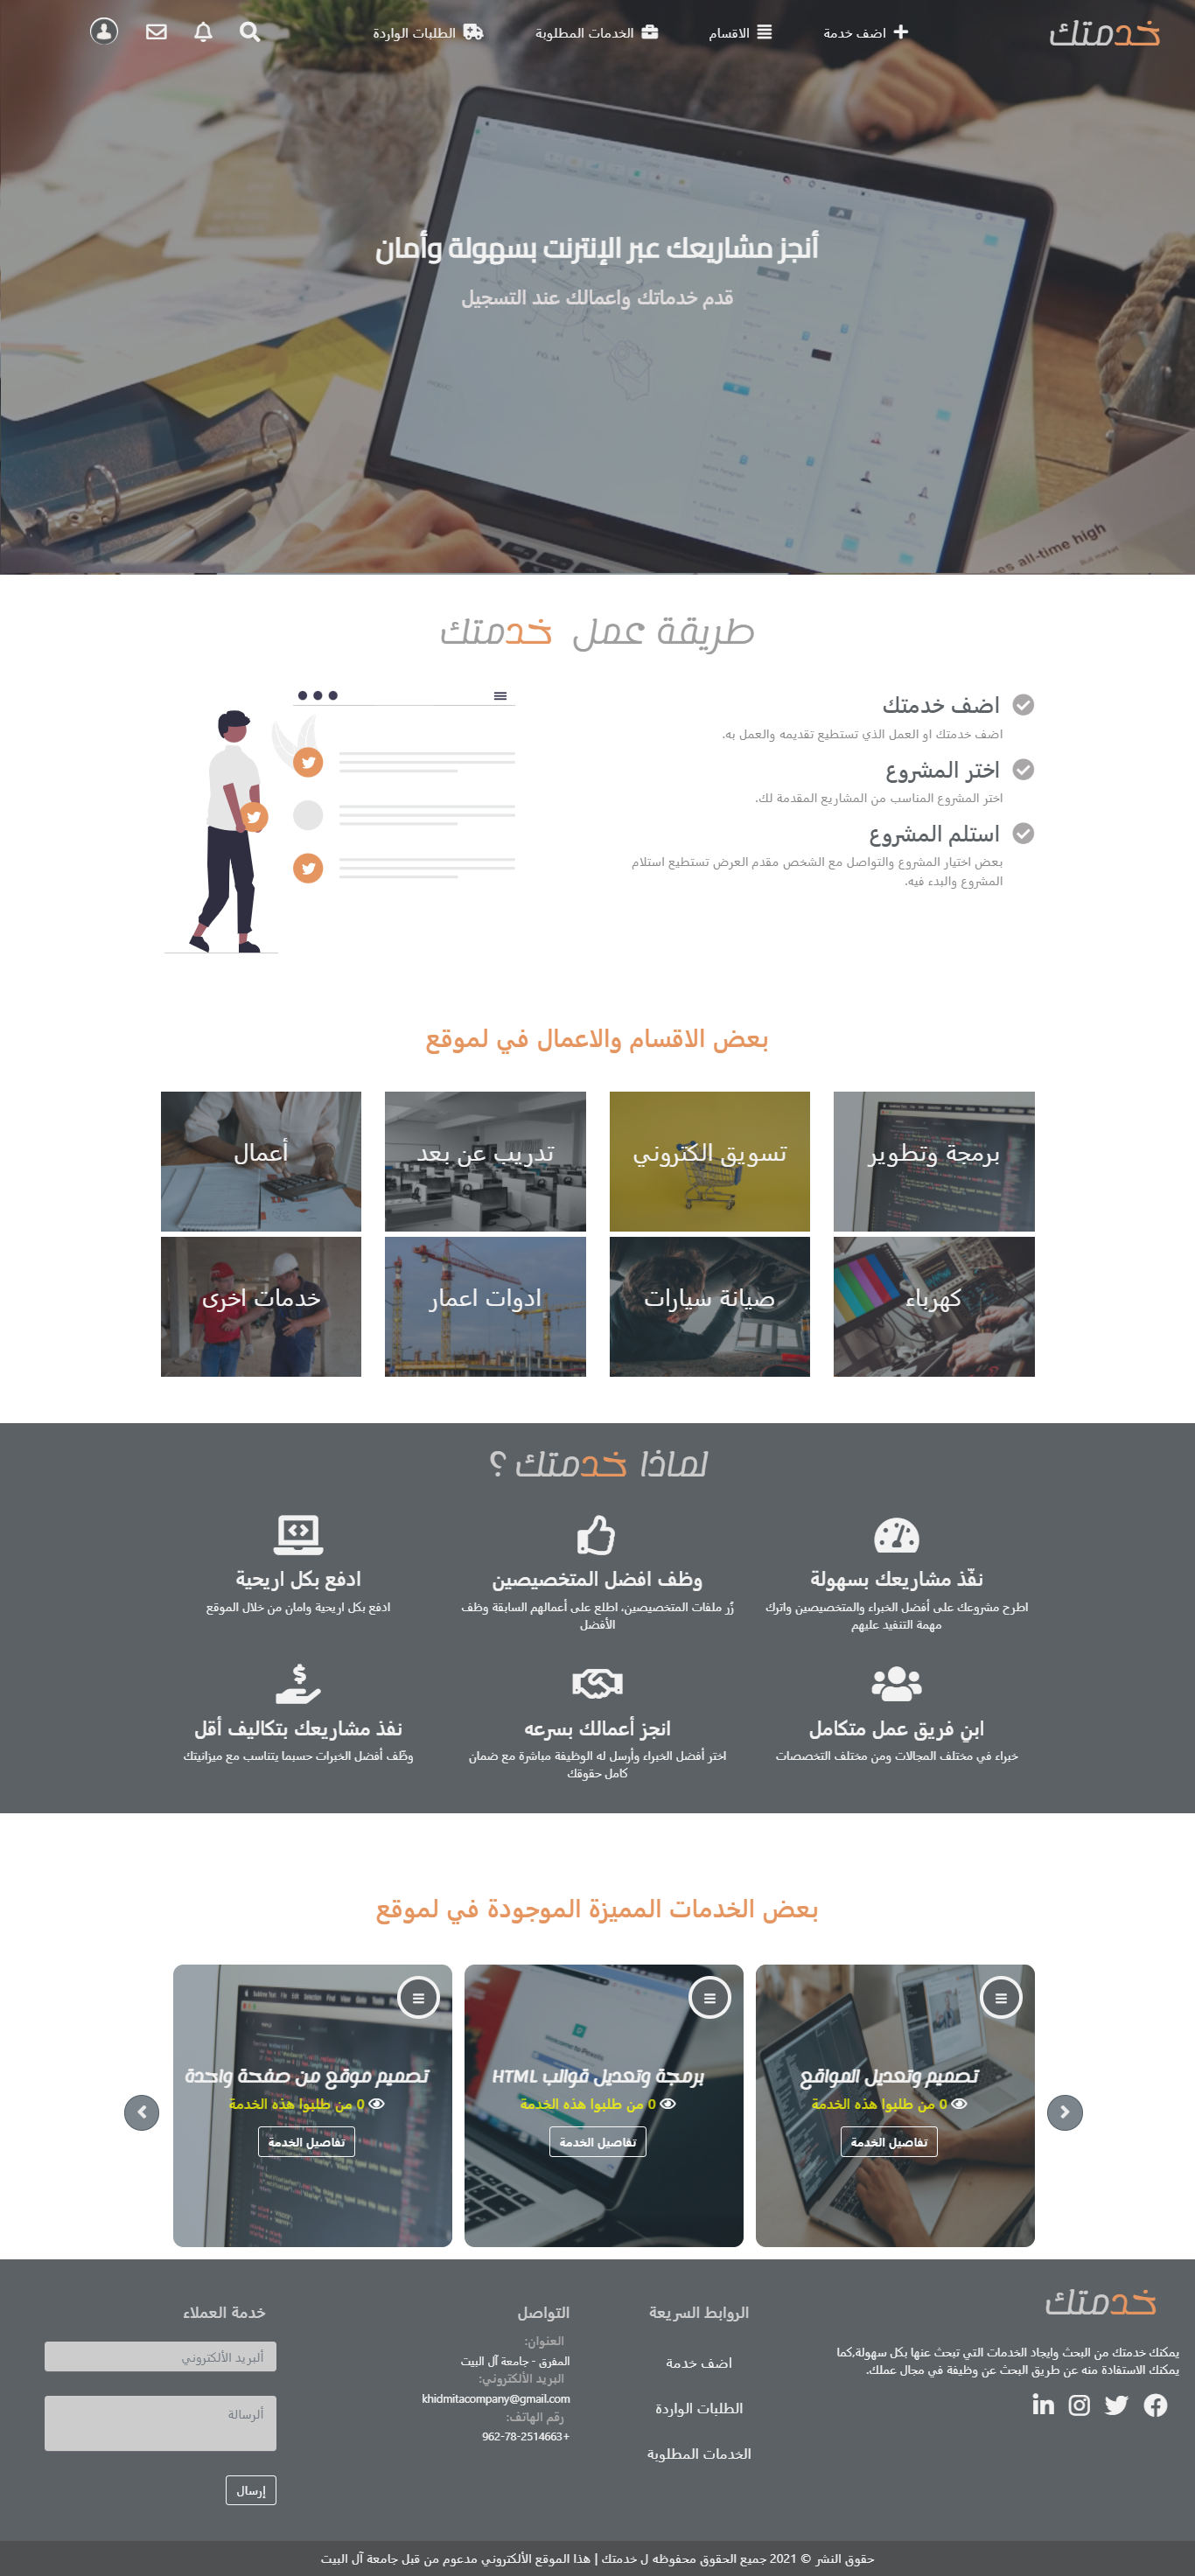 خدمتك
اضف خدمة
الاقسام
الخدمات المطلوبة
الطلبات الواردة
أنجز مشاريعك عبر الإنترنت بسهولة وأمان
قدم خدماتك واعمالك عند التسجيل
طريقة عمل خدمتك
اضف خدمتك
اضف خدمتك او العمل الذي تستطيع تقديمه والعمل به.
اختر المشروع
اختر المشروع المناسب من المشاريع المقدمة لك.
استلم المشروع
بعض اختيار المشروع والتواصل مع الشخص مقدم العرض تستطيع استلام
المشروع والبدء فيه.
بعض الاقسام والاعمال في لموقع
برمجة وتطوير
تسويق الكتروني
تدريب عن بعد
أعمال
كهرباء
صيانة سيارات
ادوات اعمار
خدمات اخرى
لماذا خدمتك ؟
نفّذ مشاريعك بسهولة
اطرح مشروعك على أفضل الخبراء والمتخصيصين واترك
مهمة التنفيد عليهم
وظف افضل المتخصيصين
زُر ملفات المتخصيصين، اطلع على أعمالهم السابقة وظف
الأفضل
ادفع بكل اريحية
ادفع بكل اريحية وامان من خلال الموقع
ابنِ فريق عمل متكامل
خبراء في مختلف المجالات ومن مختلف التخصصات
انجز أعمالك بسرعه
اختر أفضل الخبراء وأرسل له الوظيفة مباشرة مع ضمان
كامل حقوقك
نفذ مشاريعك بتكاليف أقل
وظّف أفضل الخبرات حسبما يتناسب مع ميزانيتك
بعض الخدمات المميزة الموجودة في لموقع
تصميم وتعديل المواقع
0 من طلبوا هذه الخدمة
تفاصيل الخدمة
برمجة وتعديل قوالب HTML
0 من طلبوا هذه الخدمة
تفاصيل الخدمة
تصميم موقع من صفحة واحدة
0 من طلبوا هذه الخدمة
تفاصيل الخدمة
خدمتك
يمكنك خدمتك من البحث وايجاد الخدمات التي تبحث عنها بكل سهولة,كما
يمكنك الاستفادة منه عن طريق البحث عن وظيفة في مجال عملك.
الروابط السريعة
اضف خدمة
الطلبات الواردة
الخدمات المطلوبة
التواصل
العنوان:
المفرق - جامعة آل البيت
البريد الألكتروني:
khidmitacompany@gmail.com
رقم الهاتف:
962-78-2514663+
خدمة العملاء
ألبريد الألكتروني
ألرسالة
إرسال
حقوق النشر © 2021 جميع الحقوق محفوظه ل خدمتك | هذا الموقع الألكتروني مدعوم من قبل جامعة آل البيت